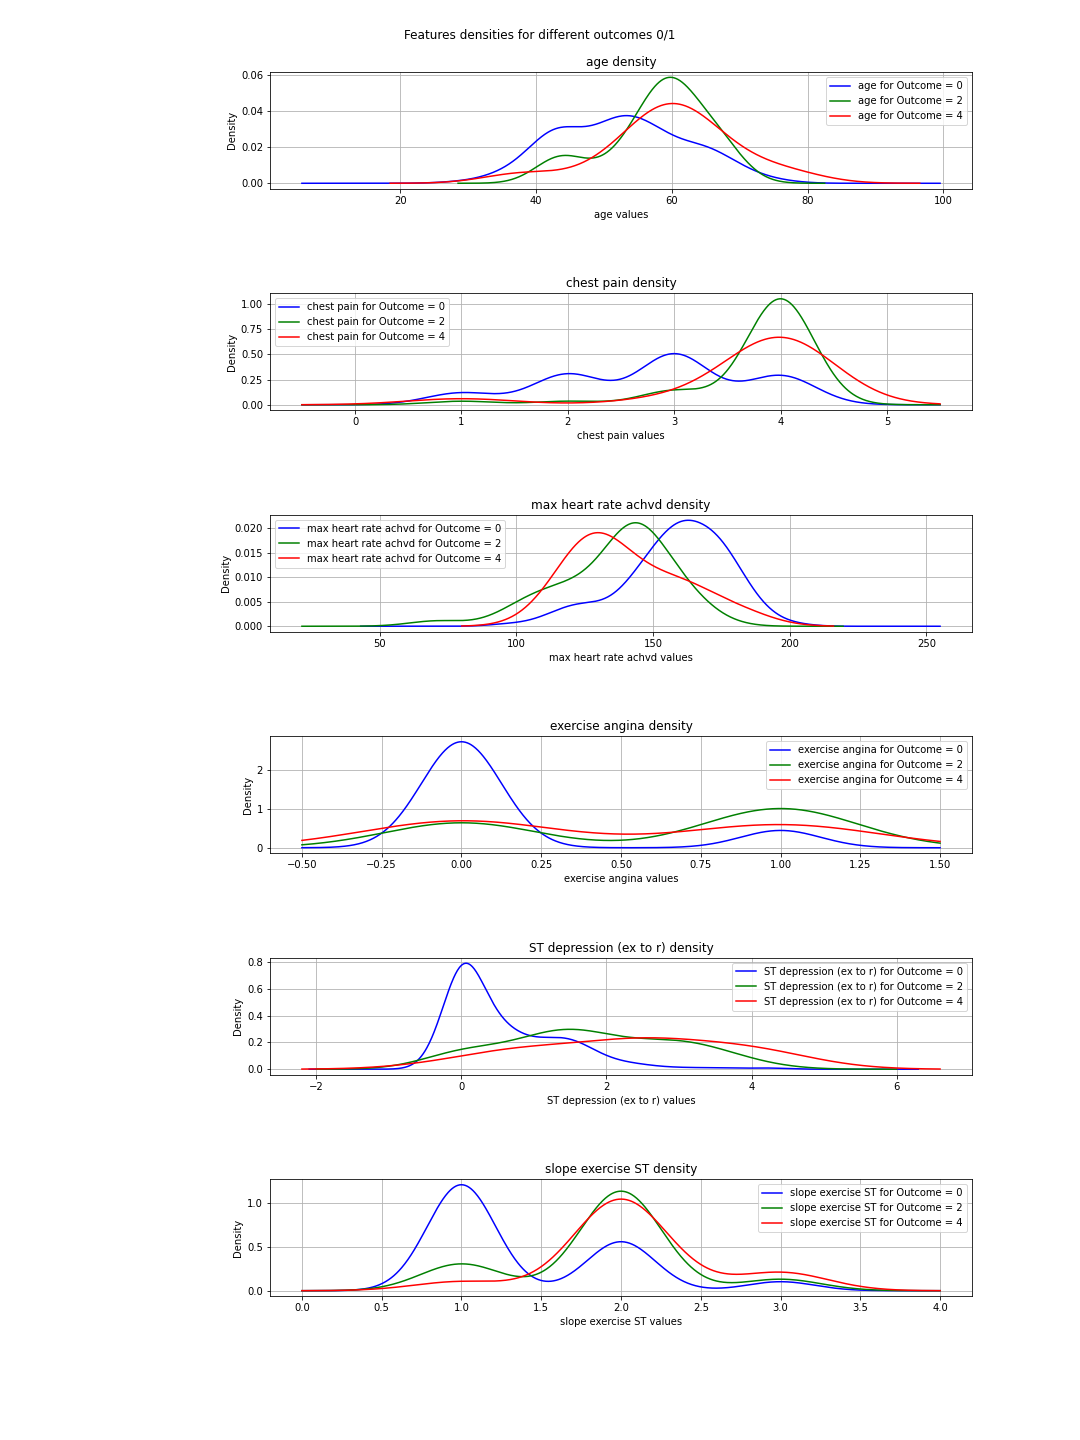 Features densities for different outcomes 0/1
age density
0.06
0.04
0.02
0.00
Density
age for Outcome = 0
age for Outcome = 2
age for Outcome = 4
20 40 60 80 100
age values
chest pain density
1.00
0.75
0.50
0.25
0.00
Density
chest pain for Outcome = 0
chest pain for Outcome = 2
chest pain for Outcome = 4
0 1 2 3 4 5
chest pain values
max heart rate achvd density
0.020
0.015
0.010
0.005
0.000
Density
max heart rate achvd for Outcome = 0
max heart rate achvd for Outcome = 2
max heart rate achvd for Outcome = 4
50 100 150 200 250
max heart rate achvd values
exercise angina density
2
1
0
Density
exercise angina for Outcome = 0
exercise angina for Outcome = 2
exercise angina for Outcome = 4
−0.50 −0.25 0.00 0.25 0.50 0.75 1.00 1.25 1.50
exercise angina values
ST depression (ex to r) density
0.8
0.6
0.4
0.2
0.0
Density
ST depression (ex to r) for Outcome = 0
ST depression (ex to r) for Outcome = 2
ST depression (ex to r) for Outcome = 4
−2 0 2 4 6
ST depression (ex to r) values
slope exercise ST density
1.0
0.5
0.0
Density
slope exercise ST for Outcome = 0
slope exercise ST for Outcome = 2
slope exercise ST for Outcome = 4
0.0 0.5 1.0 1.5 2.0 2.5 3.0 3.5 4.0
slope exercise ST values